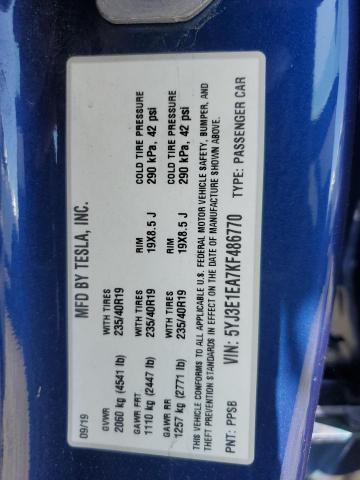 MFD BY TESLA, INC.
09/19
GVWR WITH TIRES
2060 kg (4541 lb) 235/40R19
GAWR FRT WITH TIRES RIM COLD TIRE PRESSURE
1110 kg (2447 lb) 235/40R19 19X8.5 J 290 kPa, 42 psi
GAWR RR WITH TIRES RIM COLD TIRE PRESSURE
1257 kg (2771 lb) 235/40R19 19X8.5 J 290 kPa, 42 psi
THIS VEHICLE CONFORMS TO ALL APPLICABLE U.S. FEDERAL MOTOR VEHICLE SAFETY, BUMPER, AND
THEFT PREVENTION STANDARDS IN EFFECT ON THE DATE OF MANUFACTURE SHOWN ABOVE.
PNT: PPSB VIN: 5YJ3E1EA7KF486770 TYPE: PASSENGER CAR